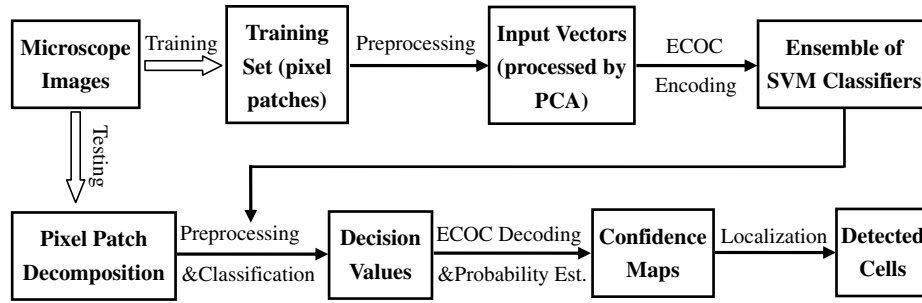 Microscope
Images
Training
Training
Set (pixel
patches)
Preprocessing
Input Vectors
(processed by
PCA)
ECOC
Encoding
Ensemble of
SVM Classifiers
Testing
Pixel Patch
Decomposition
Preprocessing
&Classification
Decision
Values
ECOC Decoding
&Probability Est.
Confidence
Maps
Localization
Detected
Cells